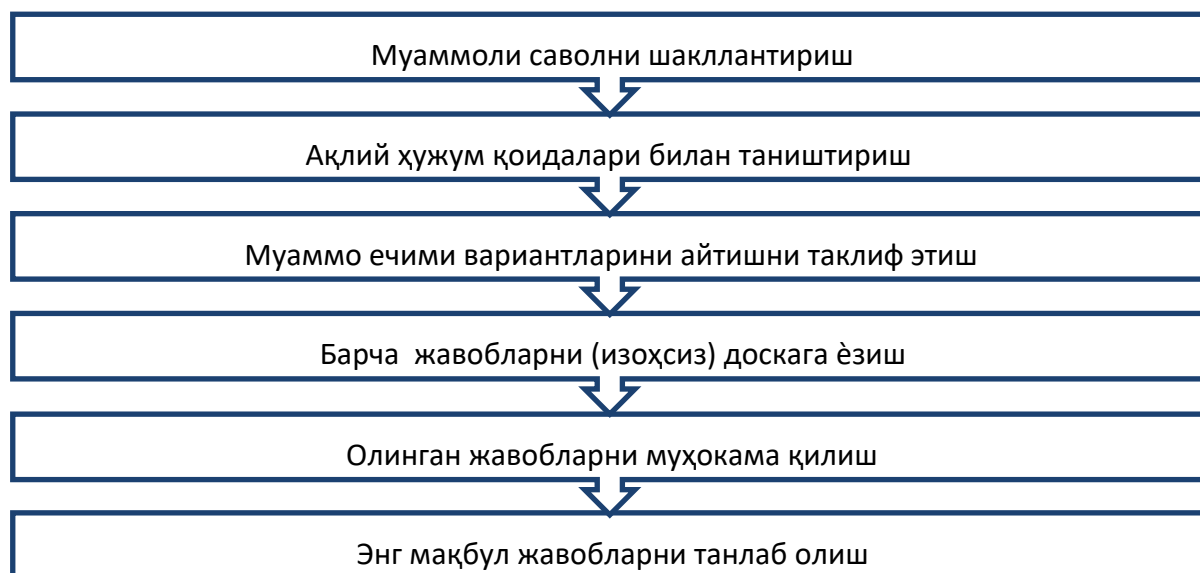 Муаммоли саволни шакллантириш
Ақлий ҳужум қоидалари билан таништириш
Муаммо ечими вариантларини айтишни таклиф этиш
Барча  жавобларни (изоҳсиз) доскага ѐзиш
Олинган жавобларни муҳокама қилиш
Энг мақбул жавобларни танлаб олиш